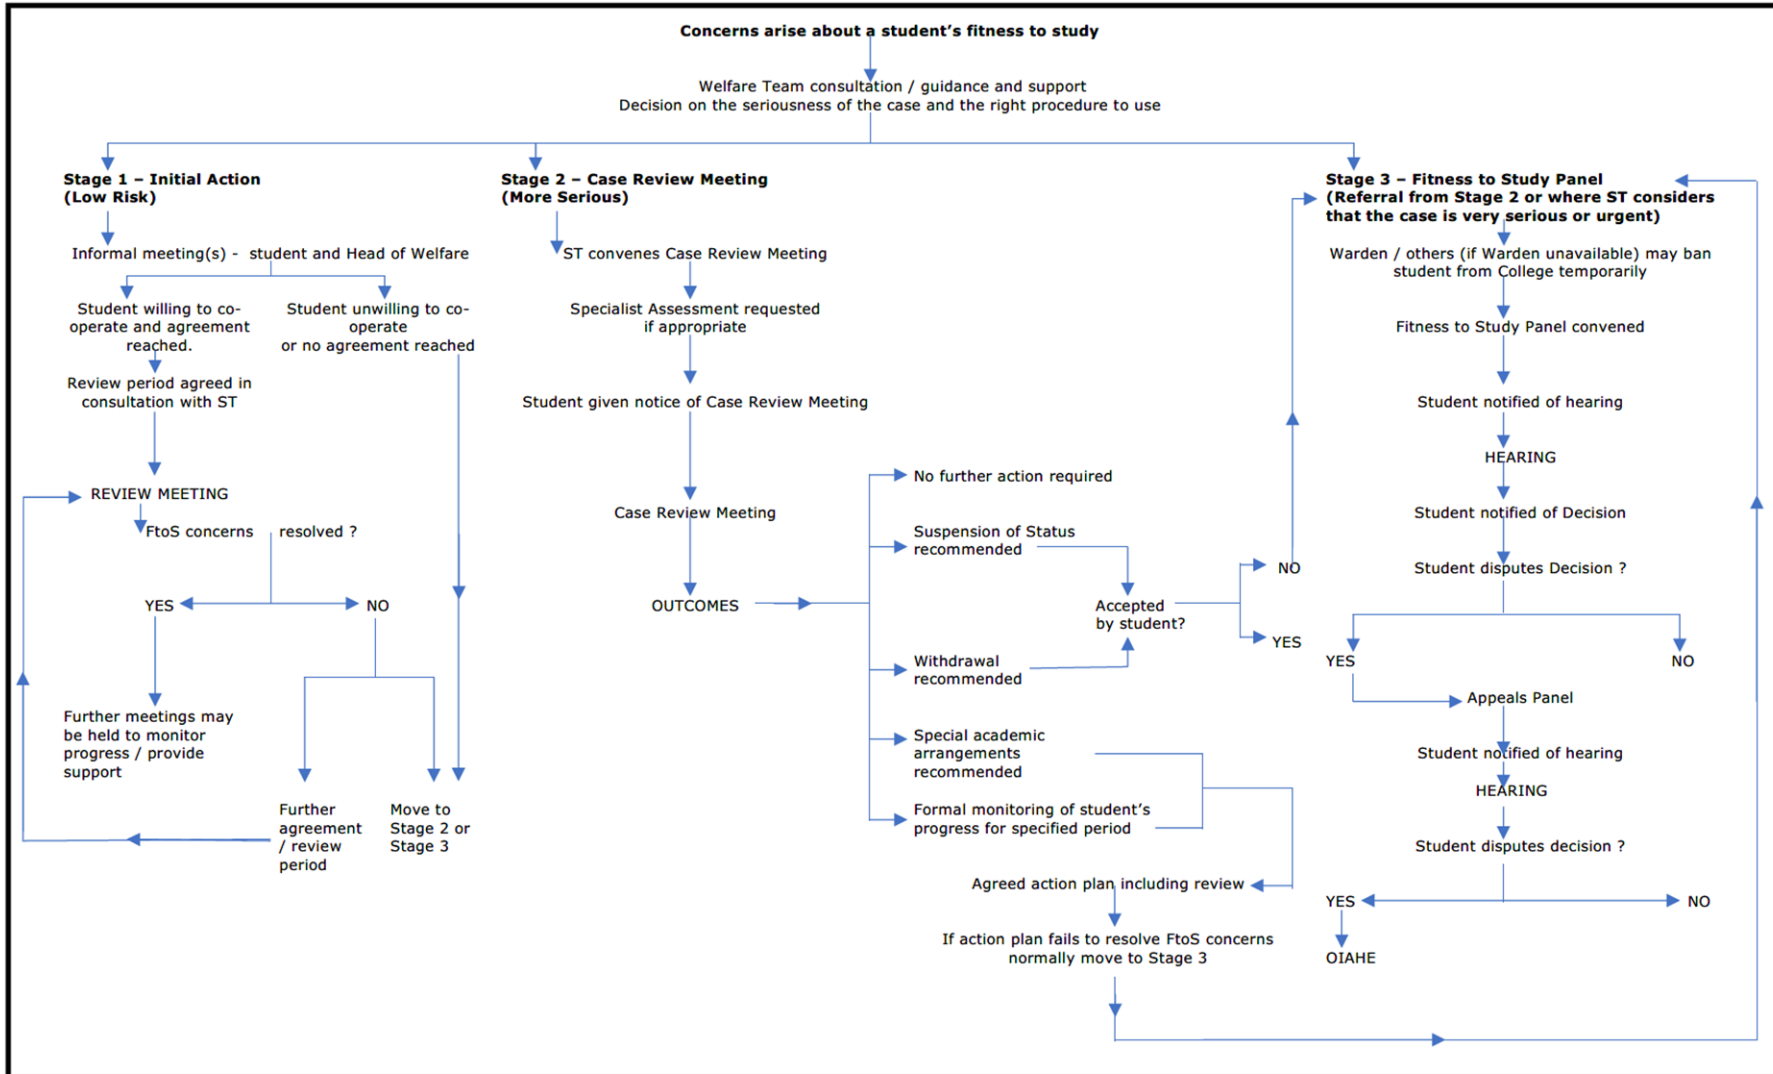 Concerns arise about a student's fitness to study
Welfare Team consultation / guidance and support
Decision on the seriousness of the case and the right procedure to use
Stage 1 – Initial Action
(Low Risk)
Informal meeting(s) - student and Head of Welfare
Student willing to co-
operate and agreement
reached.
Student unwilling to co-
operate
or no agreement reached
Review period agreed in
consultation with ST
REVIEW MEETING
FtoS concerns resolved ?
YES
NO
Further meetings may
be held to monitor
progress / provide
support
Further
agreement
/ review
period
Move to
Stage 2 or
Stage 3
Stage 2 – Case Review Meeting
(More Serious)
ST convenes Case Review Meeting
Specialist Assessment requested
if appropriate
Student given notice of Case Review Meeting
Case Review Meeting
OUTCOMES
No further action required
Suspension of Status
recommended
Withdrawal
recommended
Accepted
by student?
NO
YES
Special academic
arrangements
recommended
Formal monitoring of student's
progress for specified period
Agreed action plan including review
If action plan fails to resolve FtoS concerns
normally move to Stage 3
Stage 3 – Fitness to Study Panel
(Referral from Stage 2 or where ST considers
that the case is very serious or urgent)
Warden / others (if Warden unavailable) may ban
student from College temporarily
Fitness to Study Panel convened
Student notified of hearing
HEARING
Student notified of Decision
Student disputes Decision ?
YES
NO
Appeals Panel
Student notified of hearing
HEARING
Student disputes decision ?
YES
NO
OIAHE